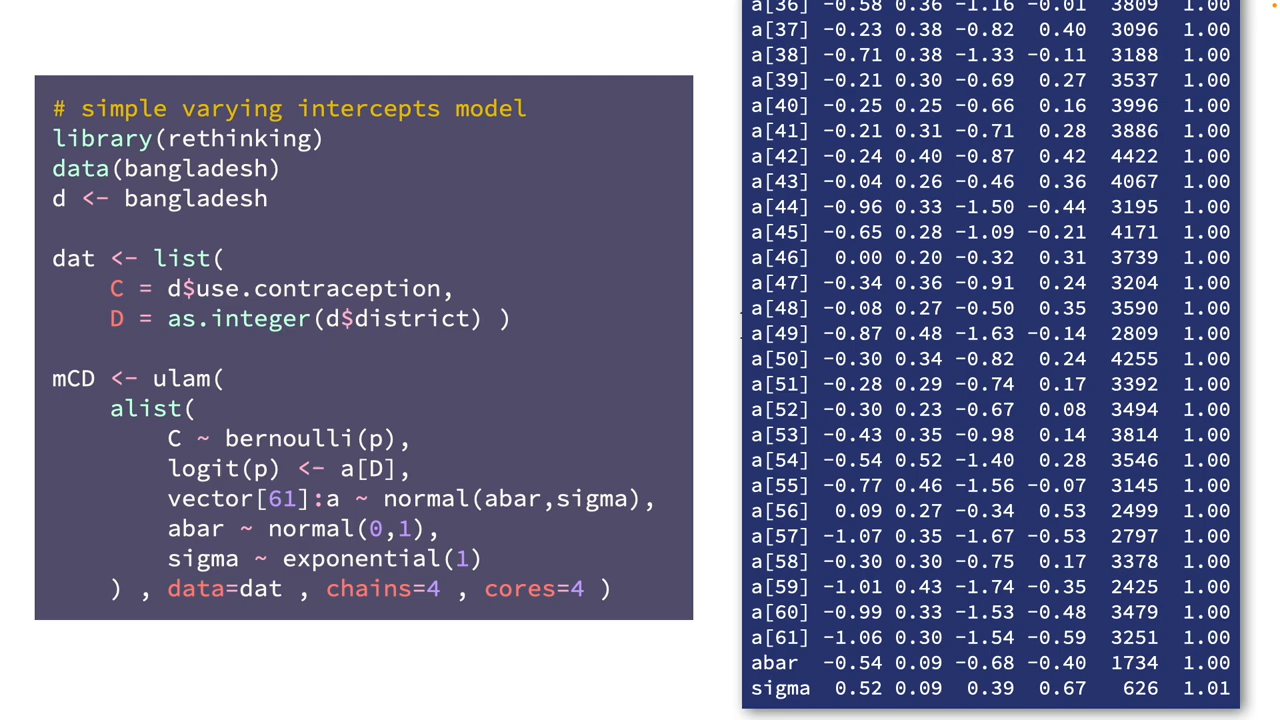 # simple varying intercepts model
library(rethinking)
data(bangladesh)
d <- bangladesh
dat <- list(
    C = d$use.contraception,
    D = as.integer(d$district) )
mCD <- ulam(
    alist(
        C ~ bernoulli(p),
        logit(p) <- a[D],
        vector[61]:a ~ normal(abar,sigma),
        abar ~ normal(0,1),
        sigma ~ exponential(1)
    ) , data=dat , chains=4 , cores=4 )
a[36] -0.58 0.36 -1.16 -0.01 3809 1.00
a[37] -0.23 0.38 -0.82 0.40 3096 1.00
a[38] -0.71 0.38 -1.33 -0.11 3188 1.00
a[39] -0.21 0.30 -0.69 0.27 3537 1.00
a[40] -0.25 0.25 -0.66 0.16 3996 1.00
a[41] -0.21 0.31 -0.71 0.28 3886 1.00
a[42] -0.24 0.40 -0.87 0.42 4422 1.00
a[43] -0.04 0.26 -0.46 0.36 4067 1.00
a[44] -0.96 0.33 -1.50 -0.44 3195 1.00
a[45] -0.65 0.28 -1.09 -0.21 4171 1.00
a[46] 0.00 0.20 -0.32 0.31 3739 1.00
a[47] -0.34 0.36 -0.91 0.24 3204 1.00
a[48] -0.08 0.27 -0.50 0.35 3590 1.00
a[49] -0.87 0.48 -1.63 -0.14 2809 1.00
a[50] -0.30 0.34 -0.82 0.24 4255 1.00
a[51] -0.28 0.29 -0.74 0.17 3392 1.00
a[52] -0.30 0.23 -0.67 0.08 3494 1.00
a[53] -0.43 0.35 -0.98 0.14 3814 1.00
a[54] -0.54 0.52 -1.40 0.28 3546 1.00
a[55] -0.77 0.46 -1.56 -0.07 3145 1.00
a[56] 0.09 0.27 -0.34 0.53 2499 1.00
a[57] -1.07 0.35 -1.67 -0.53 2797 1.00
a[58] -0.30 0.30 -0.75 0.17 3378 1.00
a[59] -1.01 0.43 -1.74 -0.35 2425 1.00
a[60] -0.99 0.33 -1.53 -0.48 3479 1.00
a[61] -1.06 0.30 -1.54 -0.59 3251 1.00
abar -0.54 0.09 -0.68 -0.40 1734 1.00
sigma 0.52 0.09 0.39 0.67 626 1.01